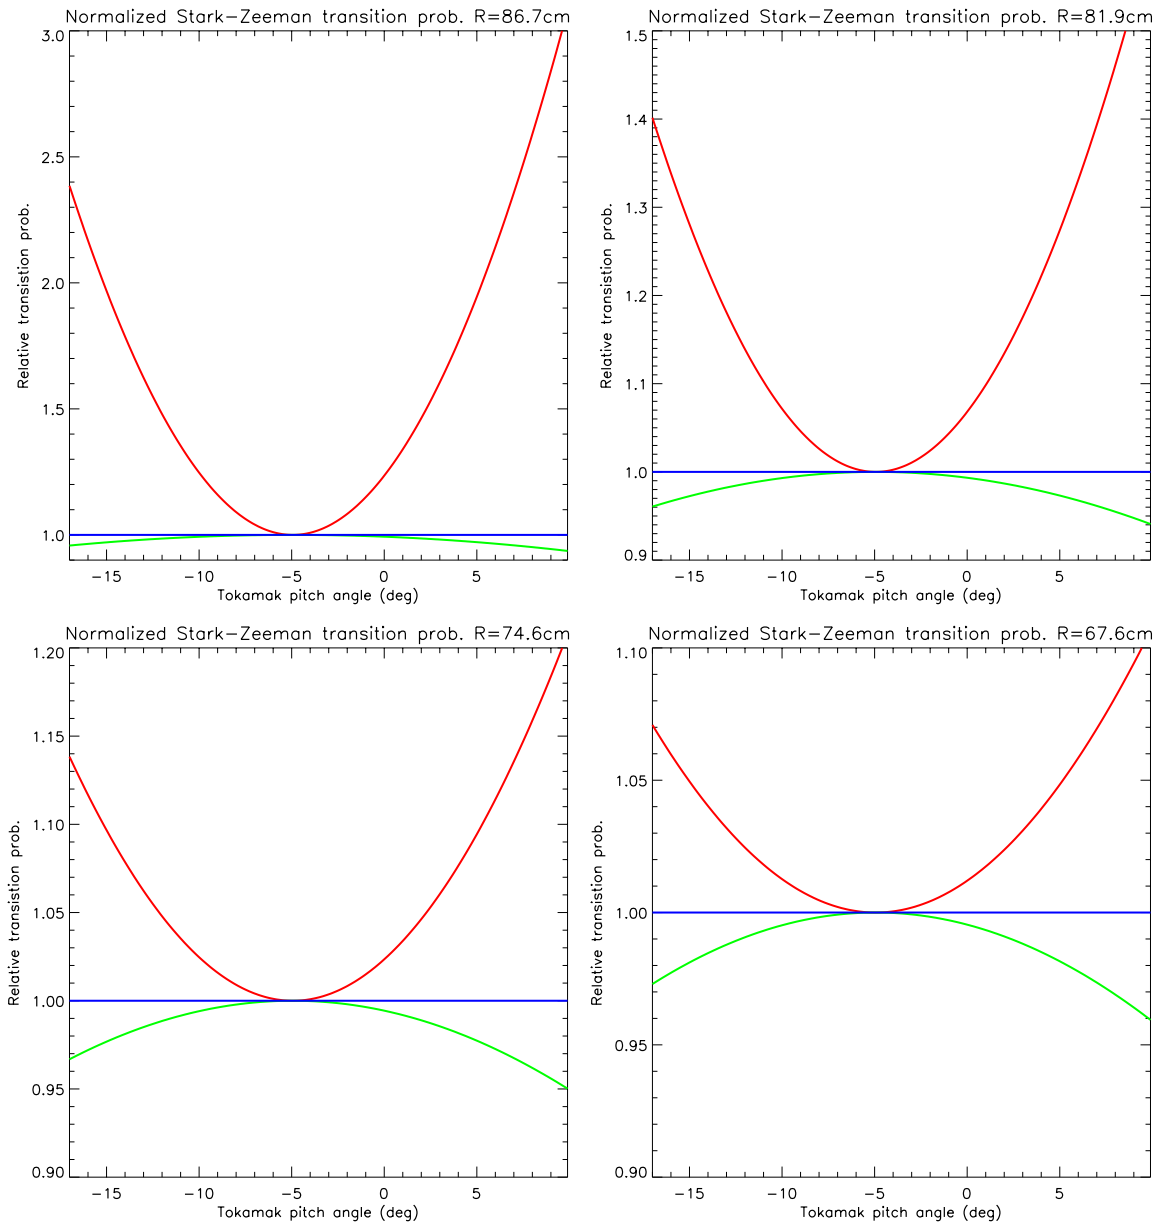 Normalized Stark-Zeeman transition prob. R=86.7cm
3.0
2.5
2.0
1.5
1.0
Relative transistion prob.
-15 -10 -5 0 5
Tokamak pitch angle (deg)
Normalized Stark-Zeeman transition prob. R=81.9cm
1.5
1.4
1.3
1.2
1.1
1.0
0.9
Relative transistion prob.
-15 -10 -5 0 5
Tokamak pitch angle (deg)
Normalized Stark-Zeeman transition prob. R=74.6cm
1.20
1.15
1.10
1.05
1.00
0.95
0.90
Relative transistion prob.
-15 -10 -5 0 5
Tokamak pitch angle (deg)
Normalized Stark-Zeeman transition prob. R=67.6cm
1.10
1.05
1.00
0.95
0.90
Relative transistion prob.
-15 -10 -5 0 5
Tokamak pitch angle (deg)